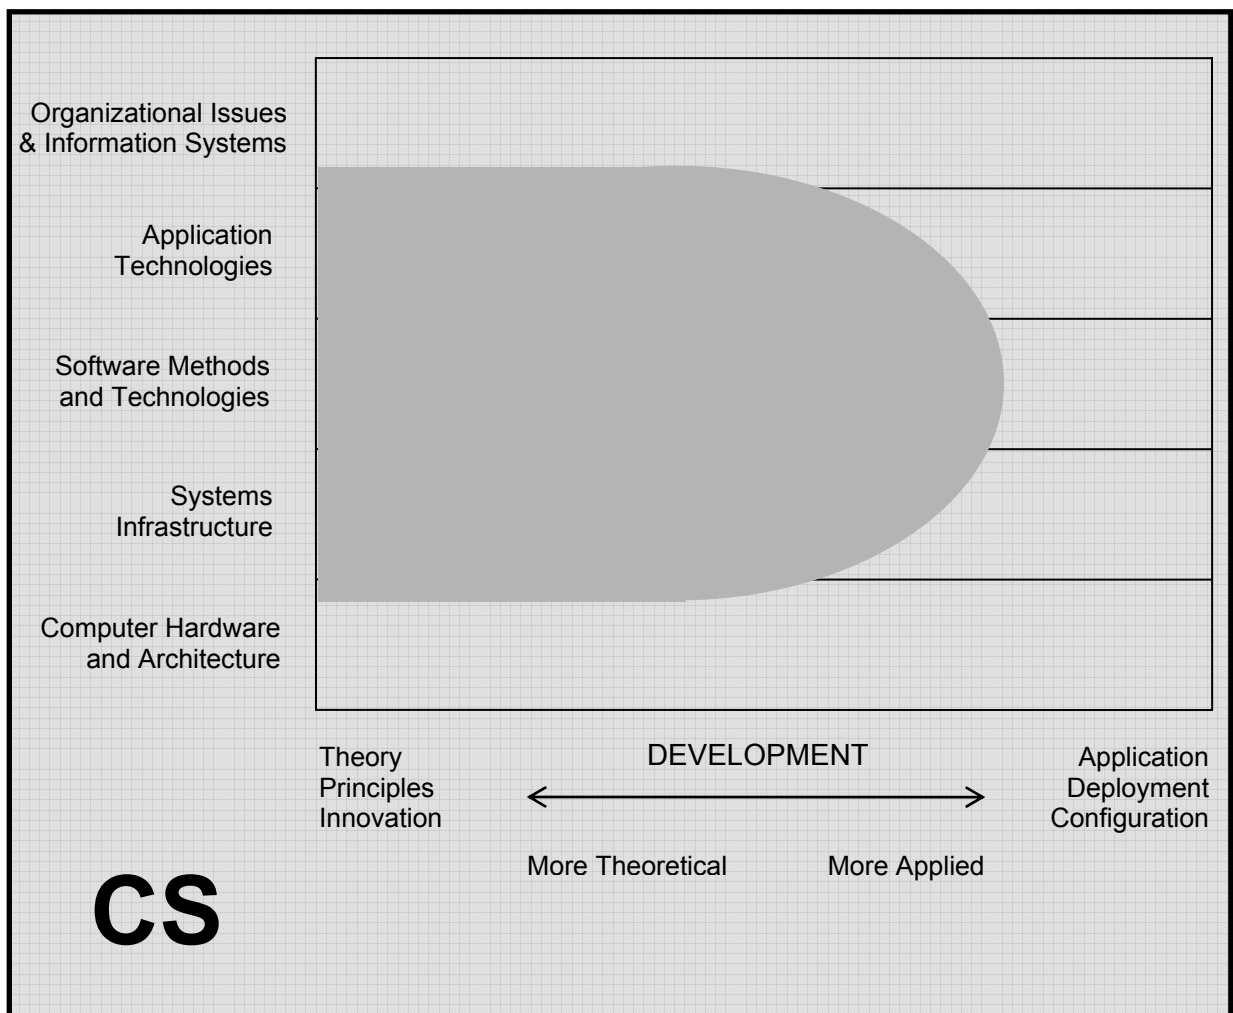 Organizational Issues
& Information Systems
Application
Technologies
Software Methods
and Technologies
Systems
Infrastructure
Computer Hardware
and Architecture
Theory
Principles
Innovation
DEVELOPMENT
Application
Deployment
Configuration
More Theoretical
More Applied
CS